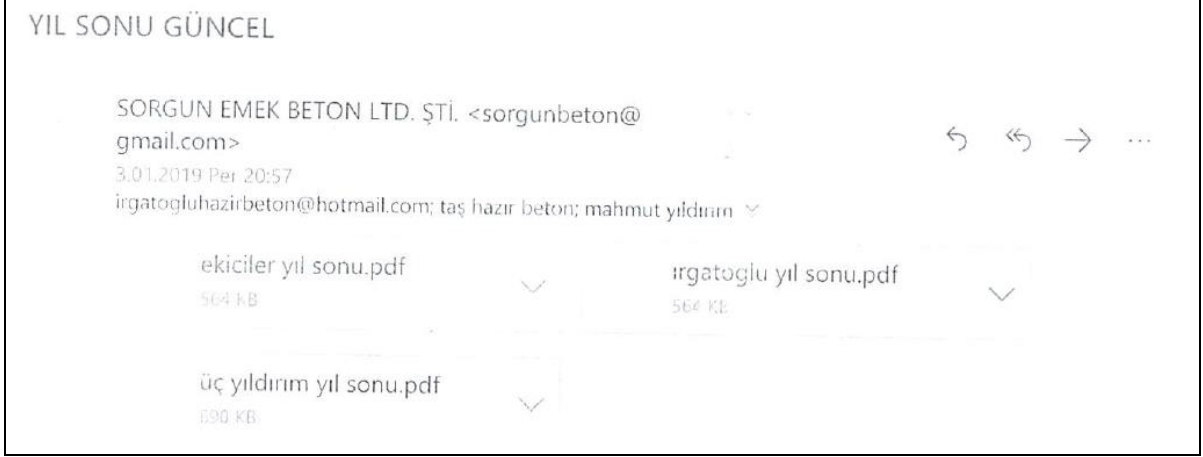 YIL SONU GÜNCEL
SORGUN EMEK BETON LTD. ŞTİ. <sorgunbeton@
gmail.com>
3.01.2019 Per 20:57
irgatogluhazirbeton@hotmail.com; taş hazır beton; mahmut yıldırım
ekiciler yıl sonu.pdf
564 KB
ırgatoglu yıl sonu.pdf
564 KB
üç yıldırım yıl sonu.pdf
690 KB